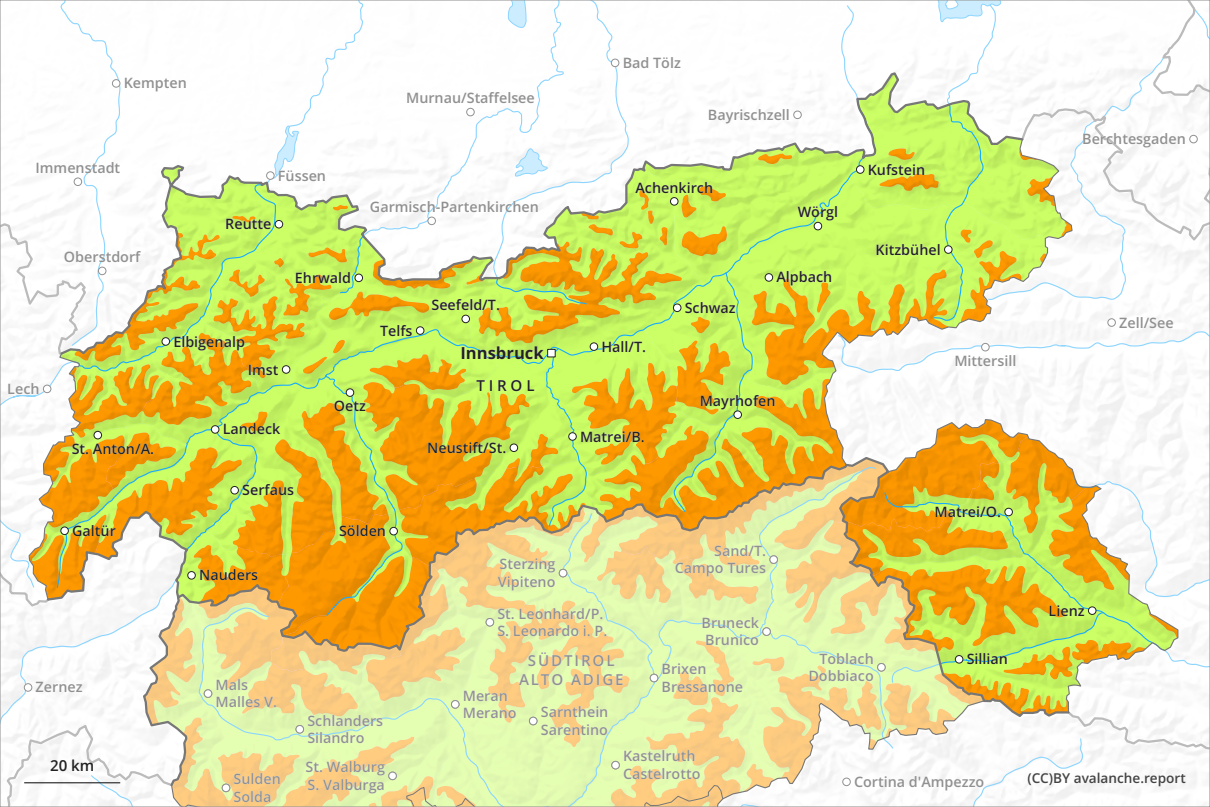 Kempten
Bad Tölz
Murnau/Staffelsee
Bayrischzell
Berchtesgaden
Immenstadt
Füssen
Kufstein
Achenkirch
Garmisch-Partenkirchen
Wörgl
Reutte
Kitzbühel
Oberstdorf
Ehrwald
Alpbach
Seefeld/T.
Schwaz
Telfs
Zell/See
Elbigenalp
Innsbruck
Hall/T.
Mittersill
Imst
TIROL
Lech
Oetz
Mayrhofen
Landeck
Matrei/B.
St. Anton/A.
Neustift/St.
Serfaus
Matrei/O.
Galtür
Sölden
Sand/T.
Campo Tures
Sterzing
Vipiteno
Nauders
Lienz
St. Leonhard/P.
S. Leonardo i. P.
Bruneck
Brunico
SÜDTIROL
ALTO ADIGE
Toblach
Dobbiaco
Sillian
Brixen
Bressanone
Zernez
Mals
Malles V.
Meran
Merano
Sarnthein
Sarentino
Schlanders
Silandro
Kastelruth
Castelrotto
St. Walburg
S. Valburga
20 km
Sulden
Solda
Cortina d'Ampezzo
(CC)BY avalanche.report